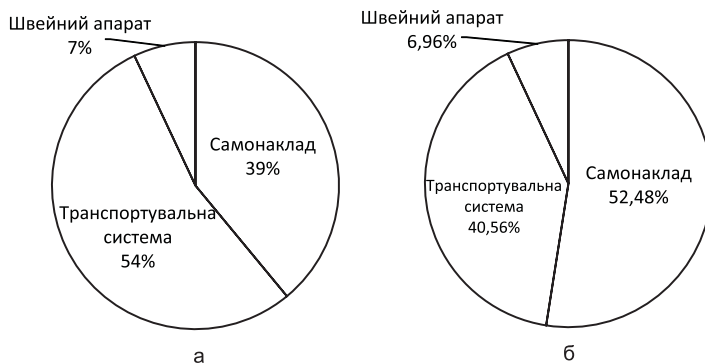 Швейний апарат
7%
Самонаклад
39%
Транспортувальна
система
54%
а
Швейний апарат
6,96%
Самонаклад
52,48%
Транспортувальна
система
40,56%
б